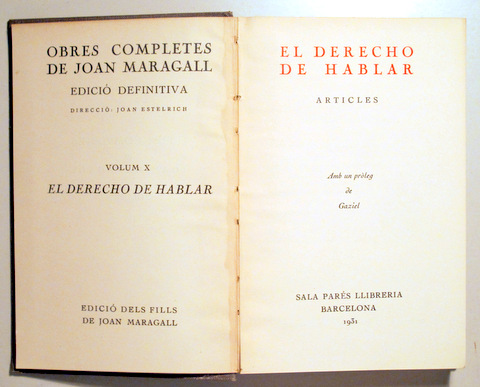 OBRES COMPLETES
DE JOAN MARAGALL
EDICIÓ DEFINITIVA
DIRECCIÓ: JOAN ESTELRICH
VOLUM X
EL DERECHO DE HABLAR
EDICIÓ DELS FILLS
DE JOAN MARAGALL
EL DERECHO
DE HABLAR
ARTICLES
Amb un pròleg
de
Gaziel
SALA PARÉS LLIBRERIA
BARCELONA
1931